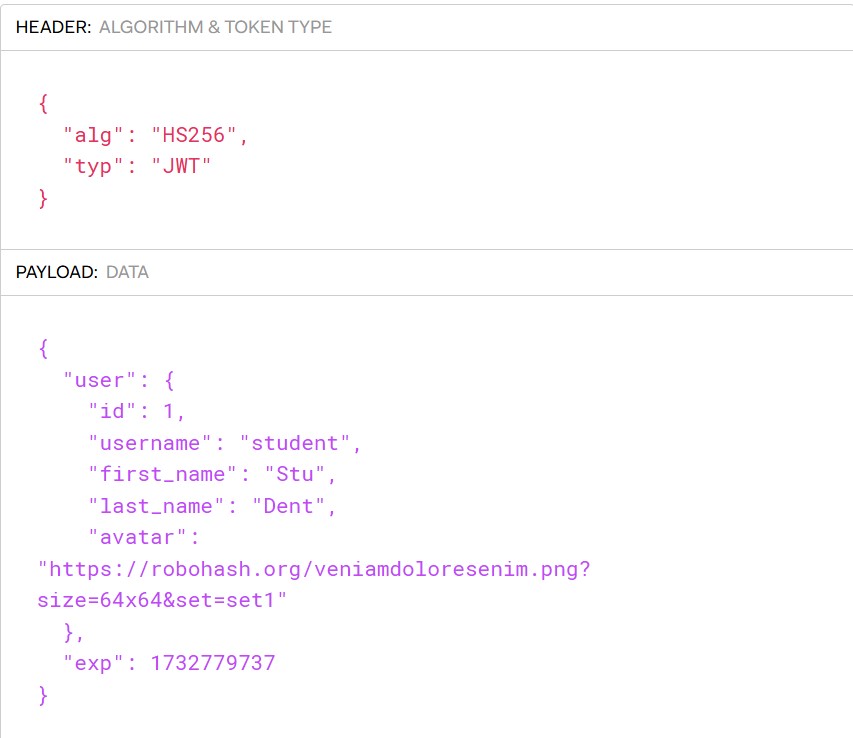 HEADER: ALGORITHM & TOKEN TYPE
{
"alg": "HS256",
"typ": "JWT"
}
PAYLOAD: DATA
{
"user": {
"id": 1,
"username": "student",
"first_name": "Stu",
"last_name": "Dent",
"avatar":
"https://robohash.org/veniamdoloresenim.png?
size=64x64&set=set1"
},
"exp": 1732779737
}